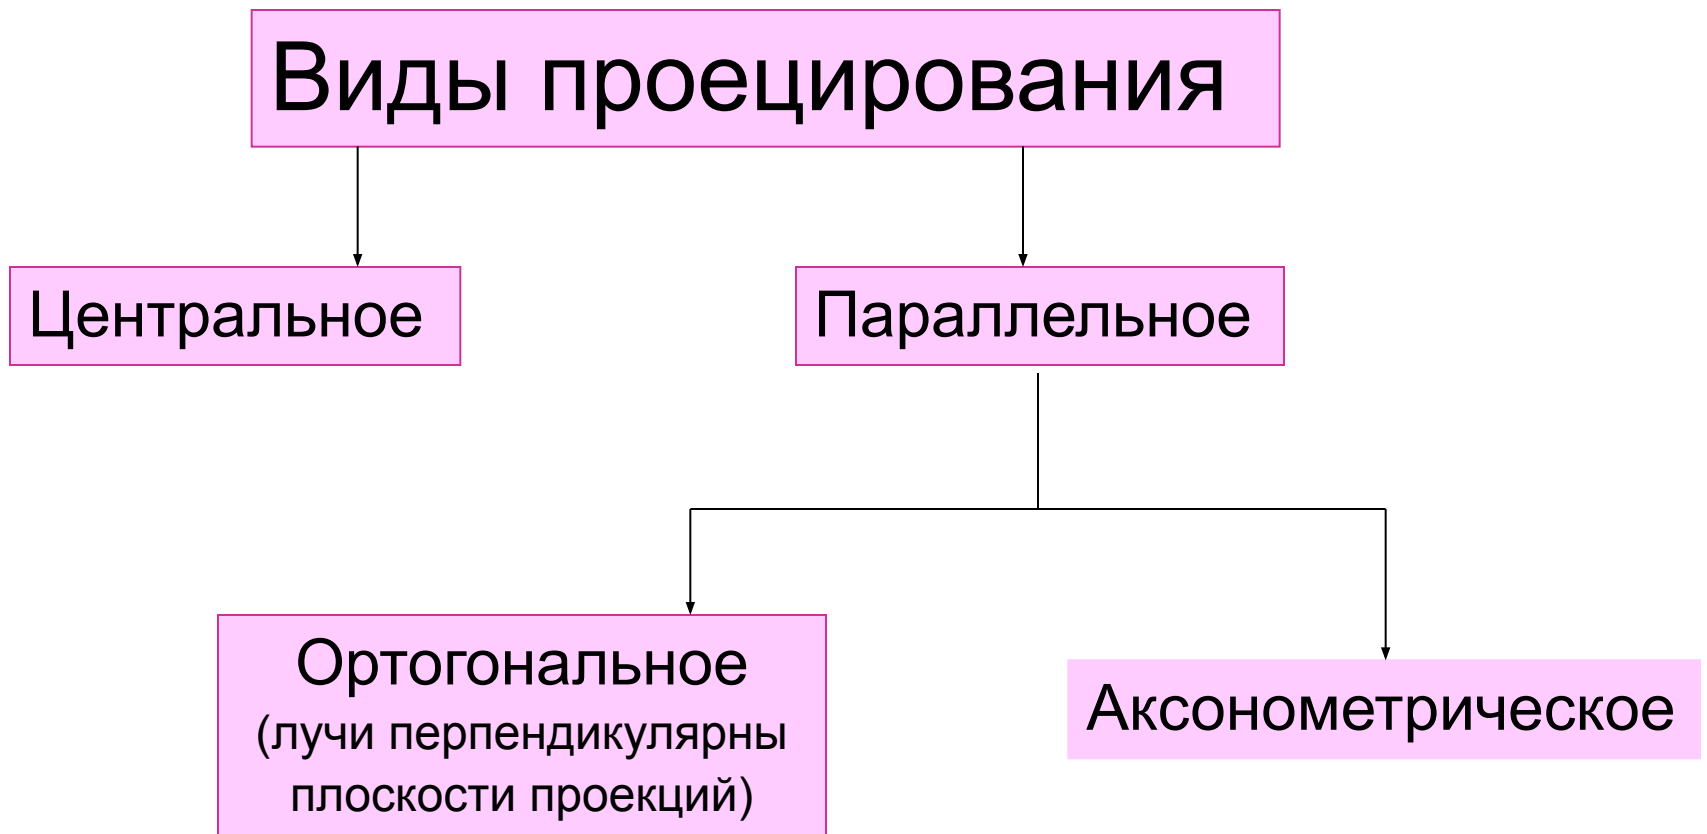 Виды проецирования
Центральное
Параллельное
Ортогональное
(лучи перпендикулярны
плоскости проекций)
Аксонометрическое